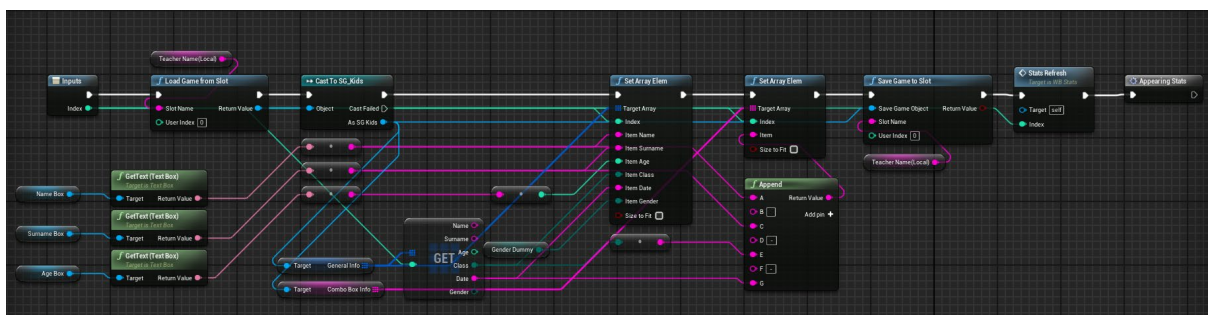 Teacher Name(Local)
Inputs
Index
Load Game from Slot
Slot Name Return Value
User Index 0
Cast To SG_Kids
Object Cast Failed
As SG Kids
Set Array Elem
Target Array
Index
Item Name
Item Surname
Item Age
Item Class
Item Date
Item Gender
Size to Fit
Set Array Elem
Target Array
Index
Item
Size to Fit
Save Game to Slot
Save Game Object Return Value
Slot Name
User Index 0
Teacher Name(Local)
Stats Refresh
Target is WB Stats
Target self
Index
Appearing Stats
Name Box
GetText (Text Box)
Target is Text Box
Target Return Value
Surname Box
GetText (Text Box)
Target is Text Box
Target Return Value
Age Box
GetText (Text Box)
Target is Text Box
Target Return Value
Target General Info
Target Combo Box Info
GET
Name
Surname
Age
Class
Date
Gender
Gender Dummy
Append
A Return Value
B Add pin +
C
D -
E
F -
G